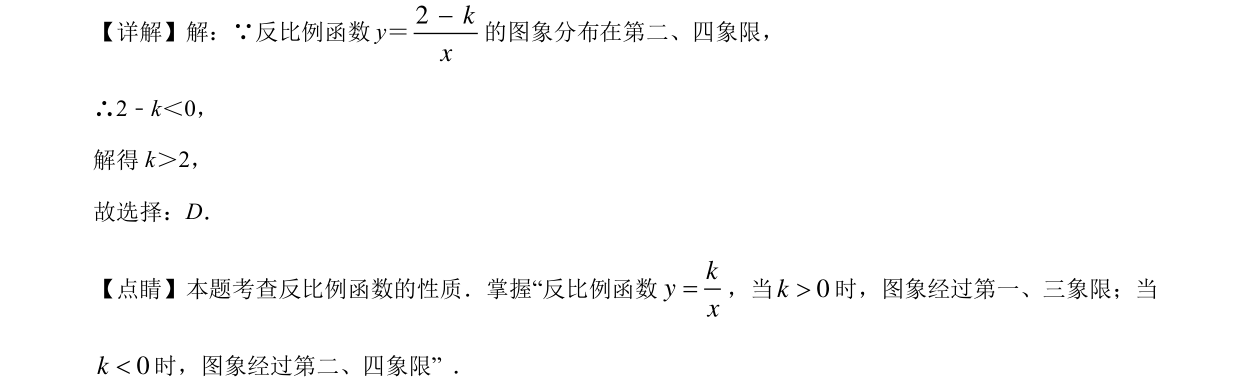 【详解】解：∵反比例函数 y＝\frac{2-k}{x} 的图象分布在第二、四象限，
∴2﹣k＜0，
解得 k＞2，
故选择：D．
【点睛】本题考查反比例函数的性质．掌握“反比例函数 y=\frac{k}{x}，当 k>0 时，图象经过第一、三象限；当
k<0 时，图象经过第二、四象限”．